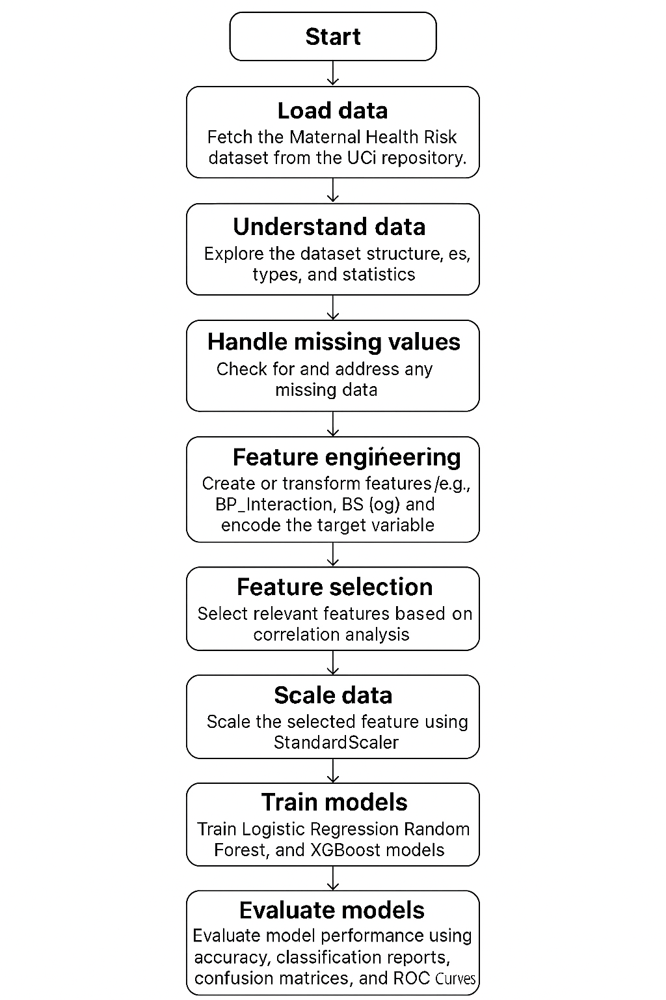 Start
Load data
Fetch the Maternal Health Risk
dataset from the UCi repository.
Understand data
Explore the dataset structure, es,
types, and statistics
Handle missing values
Check for and address any
missing data
Feature engińeering
Create or transform features/e.g.,
BP_Interaction, BS (og) and
encode the target variable
Feature selection
Select relevant features based on
correlation analysis
Scale data
Scale the selected feature using
StandardScaler
Train models
Train Logistic Regression Random
Forest, and XGBoost models
Evaluate models
Evaluate model performance using
accuracy, classification reports,
confusion matrices, and ROC Curves